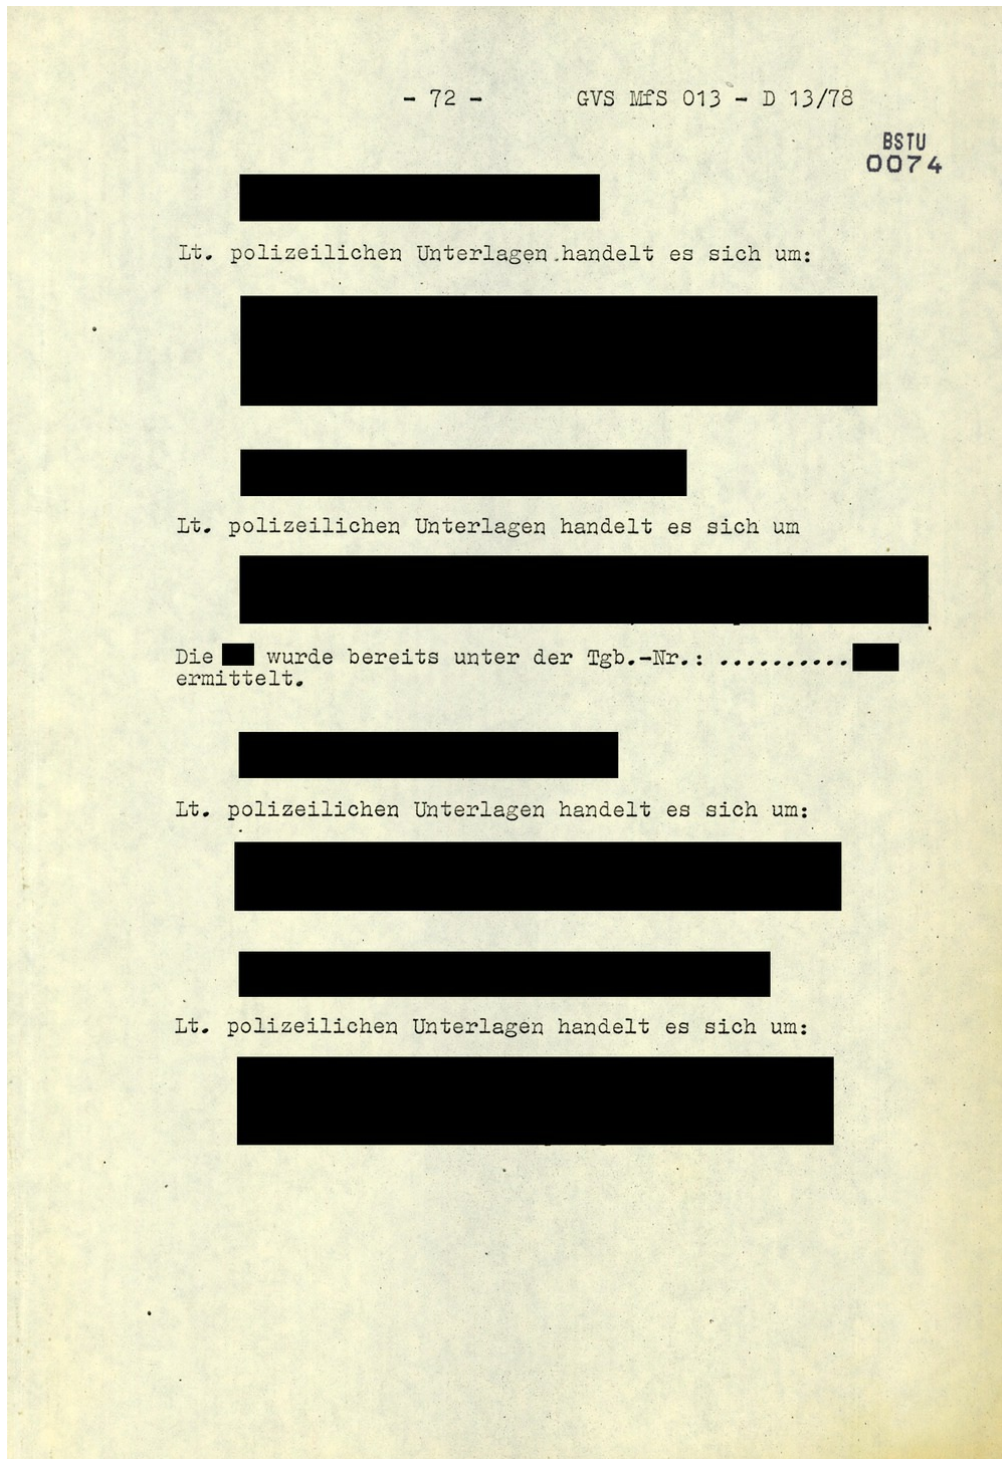 - 72 - GVS MfS 013 - D 13/78
BSTU
0074
Lt. polizeilichen Unterlagen handelt es sich um:
Lt. polizeilichen Unterlagen handelt es sich um
Die wurde bereits unter der Tgb.-Nr.: ..........
ermittelt.
Lt. polizeilichen Unterlagen handelt es sich um:
Lt. polizeilichen Unterlagen handelt es sich um: